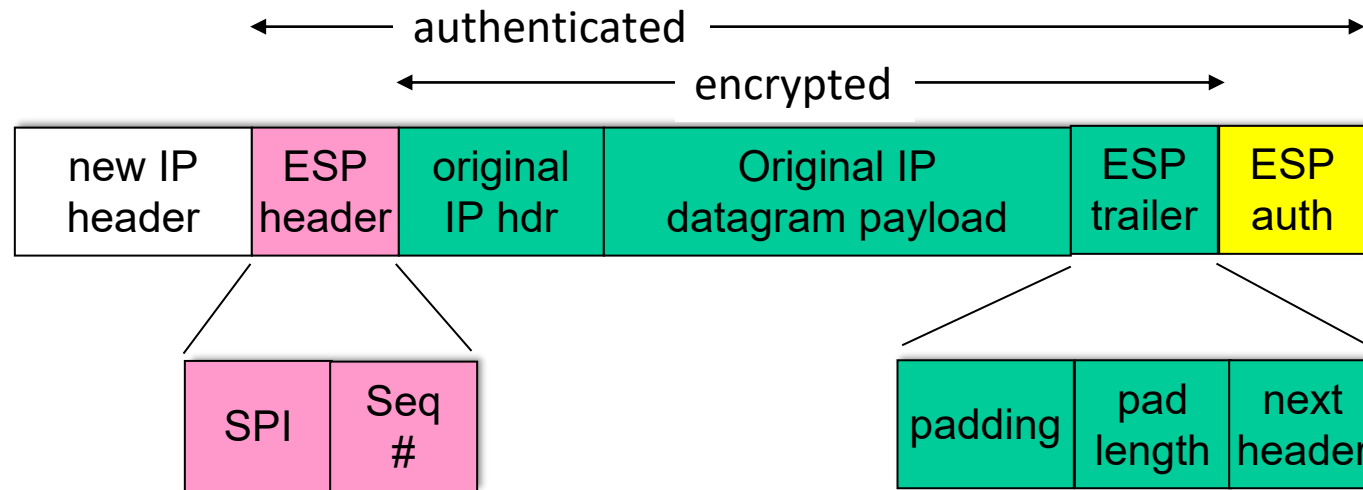 authenticated
encrypted
new IP
header
ESP
header
original
IP hdr
Original IP
datagram payload
ESP
trailer
ESP
auth
SPI
Seq
#
padding
pad
length
next
header